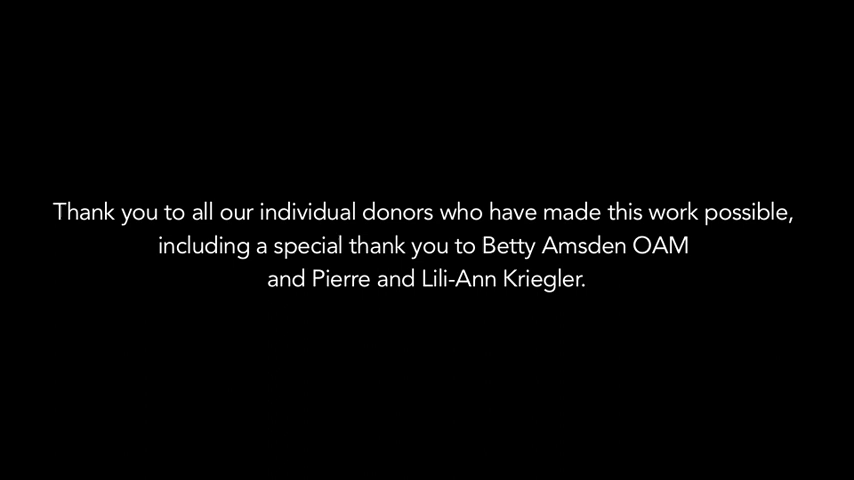 Thank you to all our individual donors who have made this work possible,
including a special thank you to Betty Amsden OAM
and Pierre and Lili-Ann Kriegler.